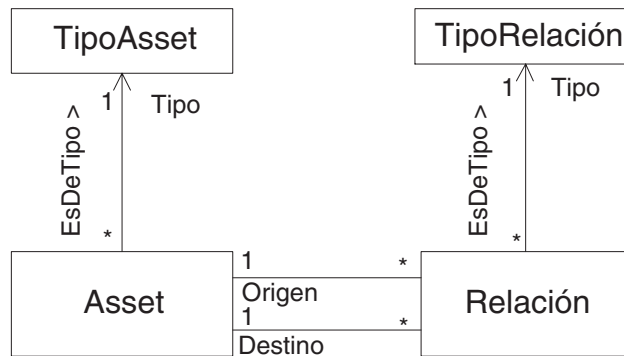 TipoAsset
TipoRelación
1
Tipo
EsDeTipo >
*
1
Tipo
EsDeTipo >
*
Asset
1
*
Origen
1
*
Destino
Relación